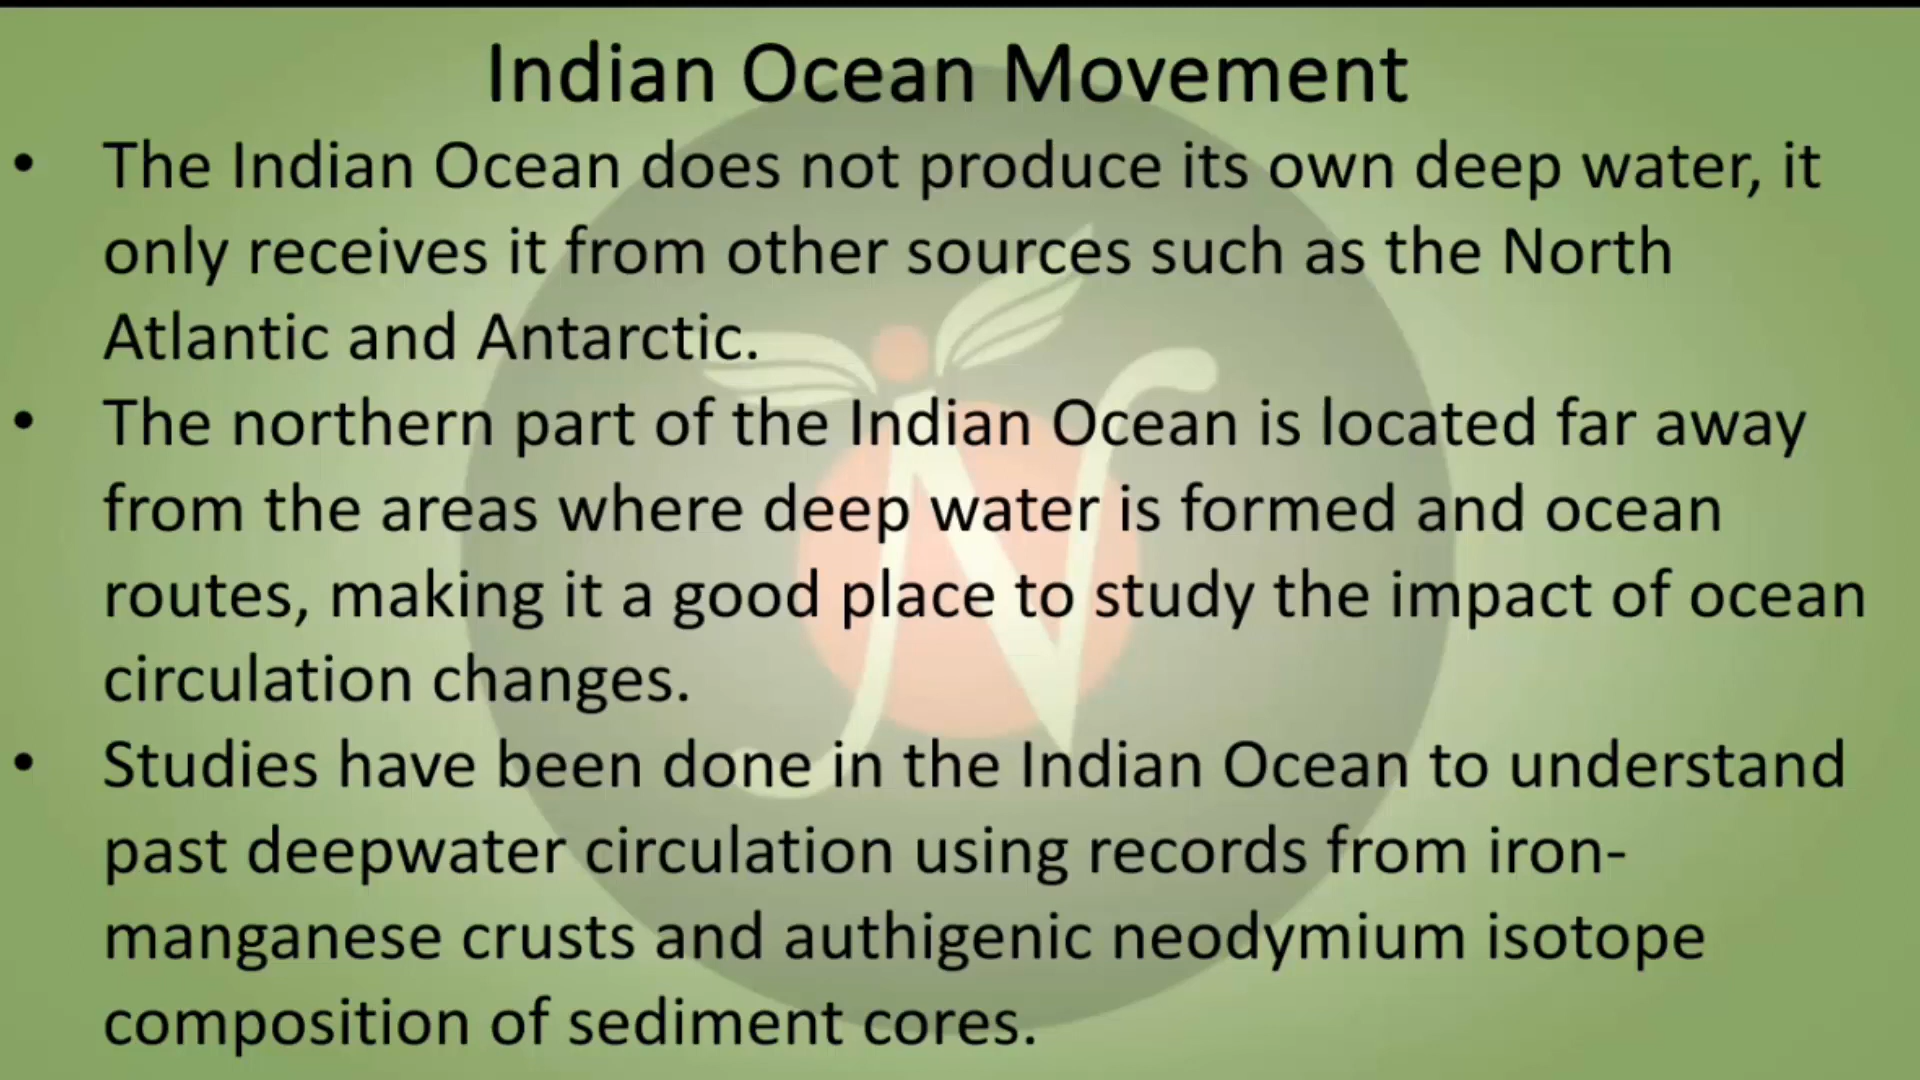 Indian Ocean Movement
• The Indian Ocean does not produce its own deep water, it
only receives it from other sources such as the North
Atlantic and Antarctic.
• The northern part of the Indian Ocean is located far away
from the areas where deep water is formed and ocean
routes, making it a good place to study the impact of ocean
circulation changes.
• Studies have been done in the Indian Ocean to understand
past deepwater circulation using records from iron-
manganese crusts and authigenic neodymium isotope
composition of sediment cores.
N